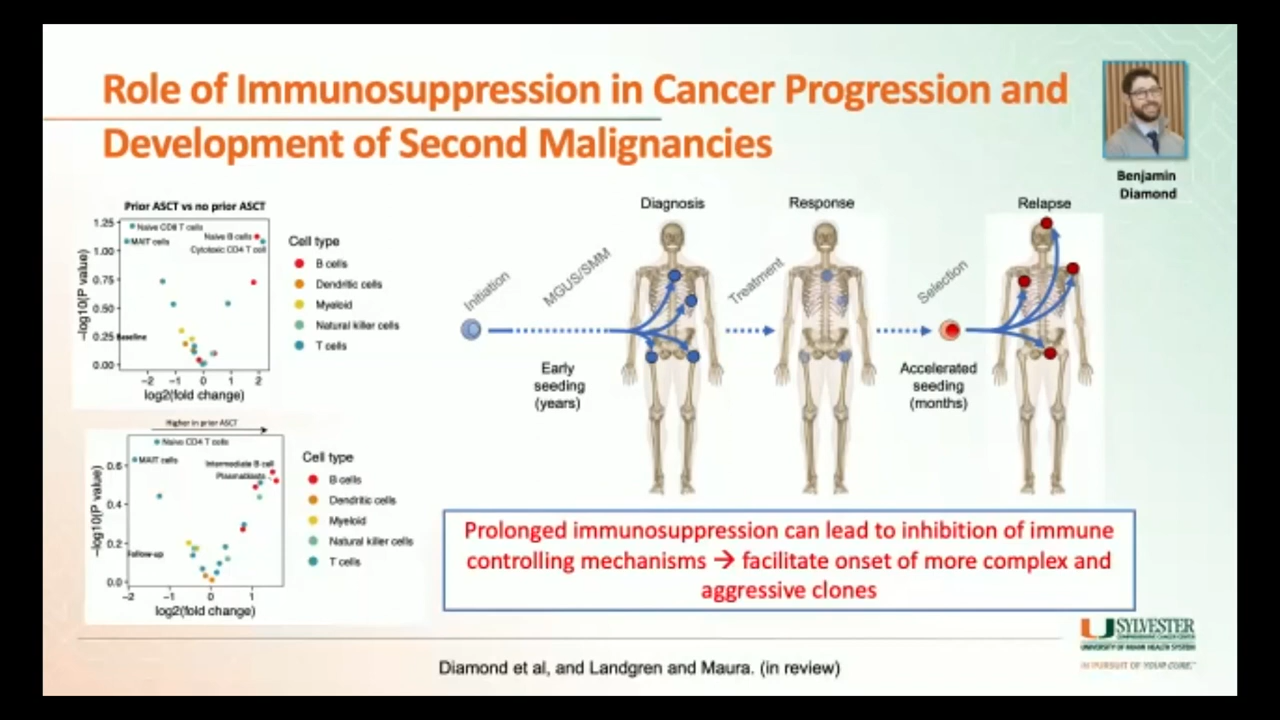 Role of Immunosuppression in Cancer Progression and
Development of Second Malignancies
Benjamin
Diamond
Prior ASCT vs no prior ASCT
1.25
1.00
0.75
0.50
0.25
0.00
-log10(P value)
Naive CD8 T cells
MAIT cells
Naive B cells
Cytotoxic CD4 T cell
Baseline
-2 -1 0 1 2
log2(fold change)
Cell type
B cells
Dendritic cells
Myeloid
Natural killer cells
T cells
Higher in prior ASCT
0.6
0.4
0.2
0.0
-log10(P value)
Naive CD4 T cells
MAIT cells
Intermediate B cell
Plasmablasts
Follow-up
-2 -1 0 1
log2(fold change)
Cell type
B cells
Dendritic cells
Myeloid
Natural killer cells
T cells
Diagnosis
Response
Relapse
Initiation
MGUS/SMM
Treatment
Selection
Early
seeding
(years)
Accelerated
seeding
(months)
Prolonged immunosuppression can lead to inhibition of immune
controlling mechanisms → facilitate onset of more complex and
aggressive clones
SYLVESTER
COMPREHENSIVE CANCER CENTER
UNIVERSITY OF MIAMI HEALTH SYSTEM
IN PURSUIT OF YOUR CURE.™
Diamond et al, and Landgren and Maura. (in review)